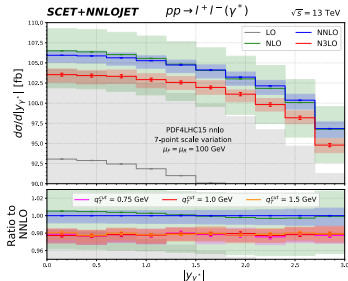 SCET+NNLOJET pp → l⁺l⁻(γ*) √s = 13 TeV
110.0
107.5
105.0
102.5
100.0
97.5
95.0
92.5
90.0
dσ/d|yγ*| [fb]
LO NNLO
NLO N3LO
PDF4LHC15 nnlo
7-point scale variation
μF = μR = 100 GeV
Ratio to
NNLO
1.02
1.00
0.98
0.96
qTcut = 0.75 GeV qTcut = 1.0 GeV qTcut = 1.5 GeV
0.0 0.5 1.0 1.5 2.0 2.5 3.0
|yγ*|